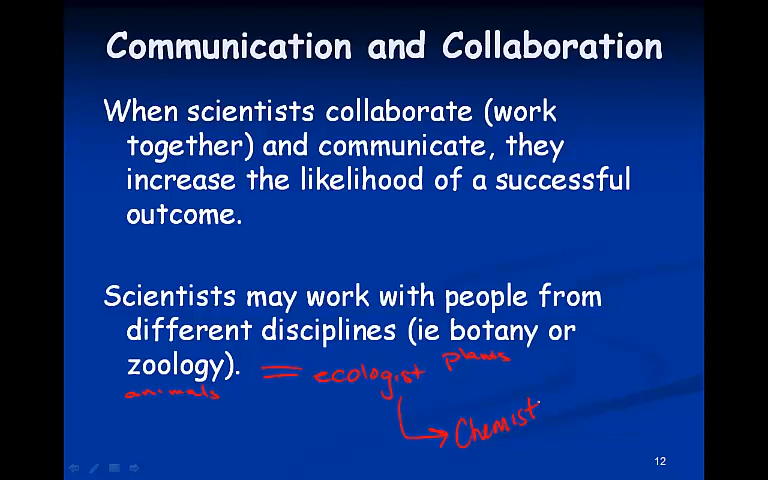 Communication and Collaboration
When scientists collaborate (work
together) and communicate, they
increase the likelihood of a successful
outcome.
Scientists may work with people from
different disciplines (ie botany or
zoology). = ecologist plants
animals
Chemist
12